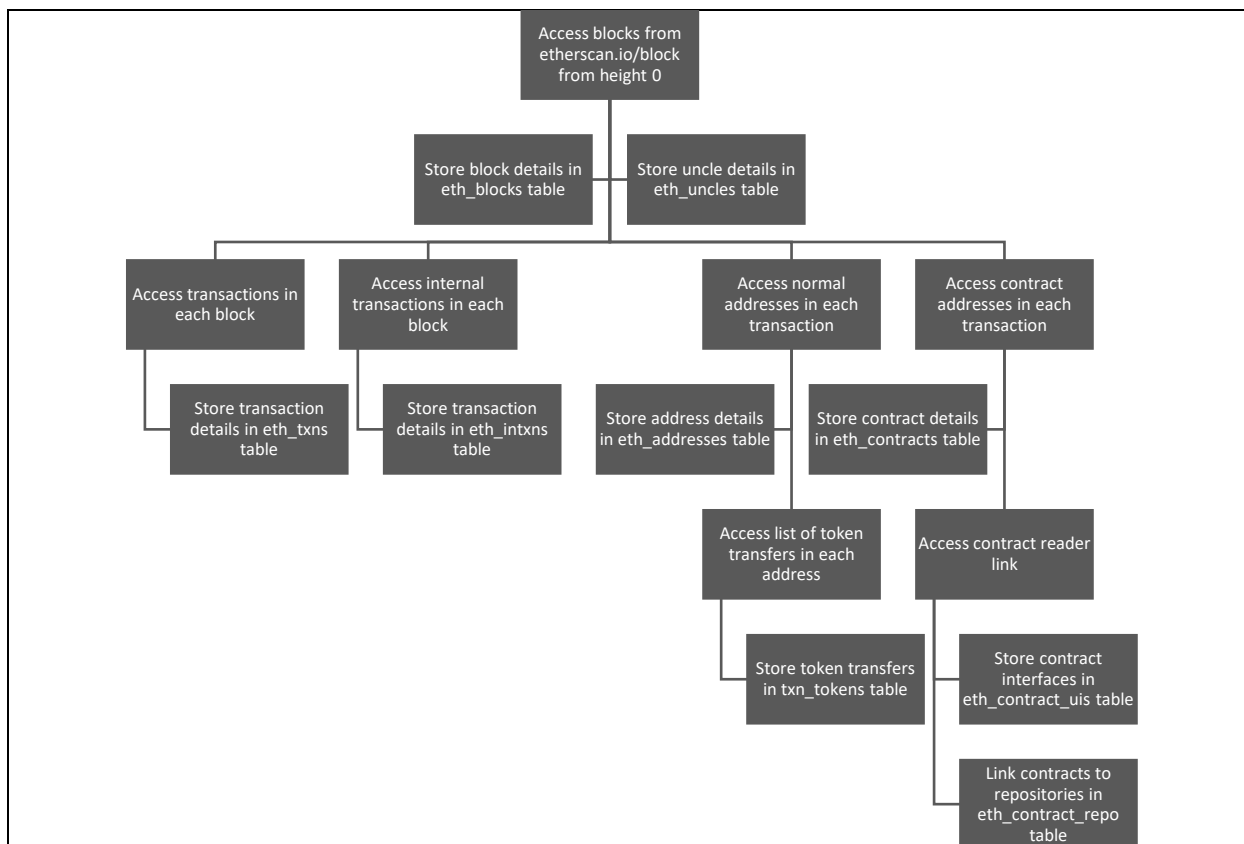 Access blocks from
etherscan.io/block
from height 0
Store block details in
eth_blocks table
Store uncle details in
eth_uncles table
Access transactions in
each block
Access internal
transactions in each
block
Access normal
addresses in each
transaction
Access contract
addresses in each
transaction
Store transaction
details in eth_txns
table
Store transaction
details in eth_intxns
table
Store address details
in eth_addresses table
Store contract details
in eth_contracts table
Access list of token
transfers in each
address
Access contract reader
link
Store token transfers
in txn_tokens table
Store contract
interfaces in
eth_contract_uis table
Link contracts to
repositories in
eth_contract_repo
table